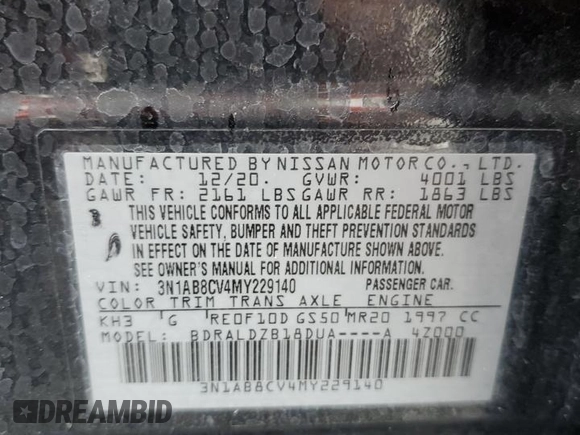 MANUFACTURED BY NISSAN MOTOR CO., LTD.
DATE: 12/20. GVWR: 4001 LBS
GAWR FR: 2161 LBS GAWR RR: 1863 LBS
THIS VEHICLE CONFORMS TO ALL APPLICABLE FEDERAL MOTOR
VEHICLE SAFETY, BUMPER AND THEFT PREVENTION STANDARDS
IN EFFECT ON THE DATE OF MANUFACTURE SHOWN ABOVE.
SEE OWNER'S MANUAL FOR ADDITIONAL INFORMATION.
VIN: 3N1AB8CV4MY229140 PASSENGER CAR.
COLOR TRIM TRANS AXLE ENGINE
KH3 G RE0F10D GS50 MR20 1997 CC
MODEL: BDRALDZB18DUA----A 4Z000
3N1AB8CV4MY229140
DREAMBID